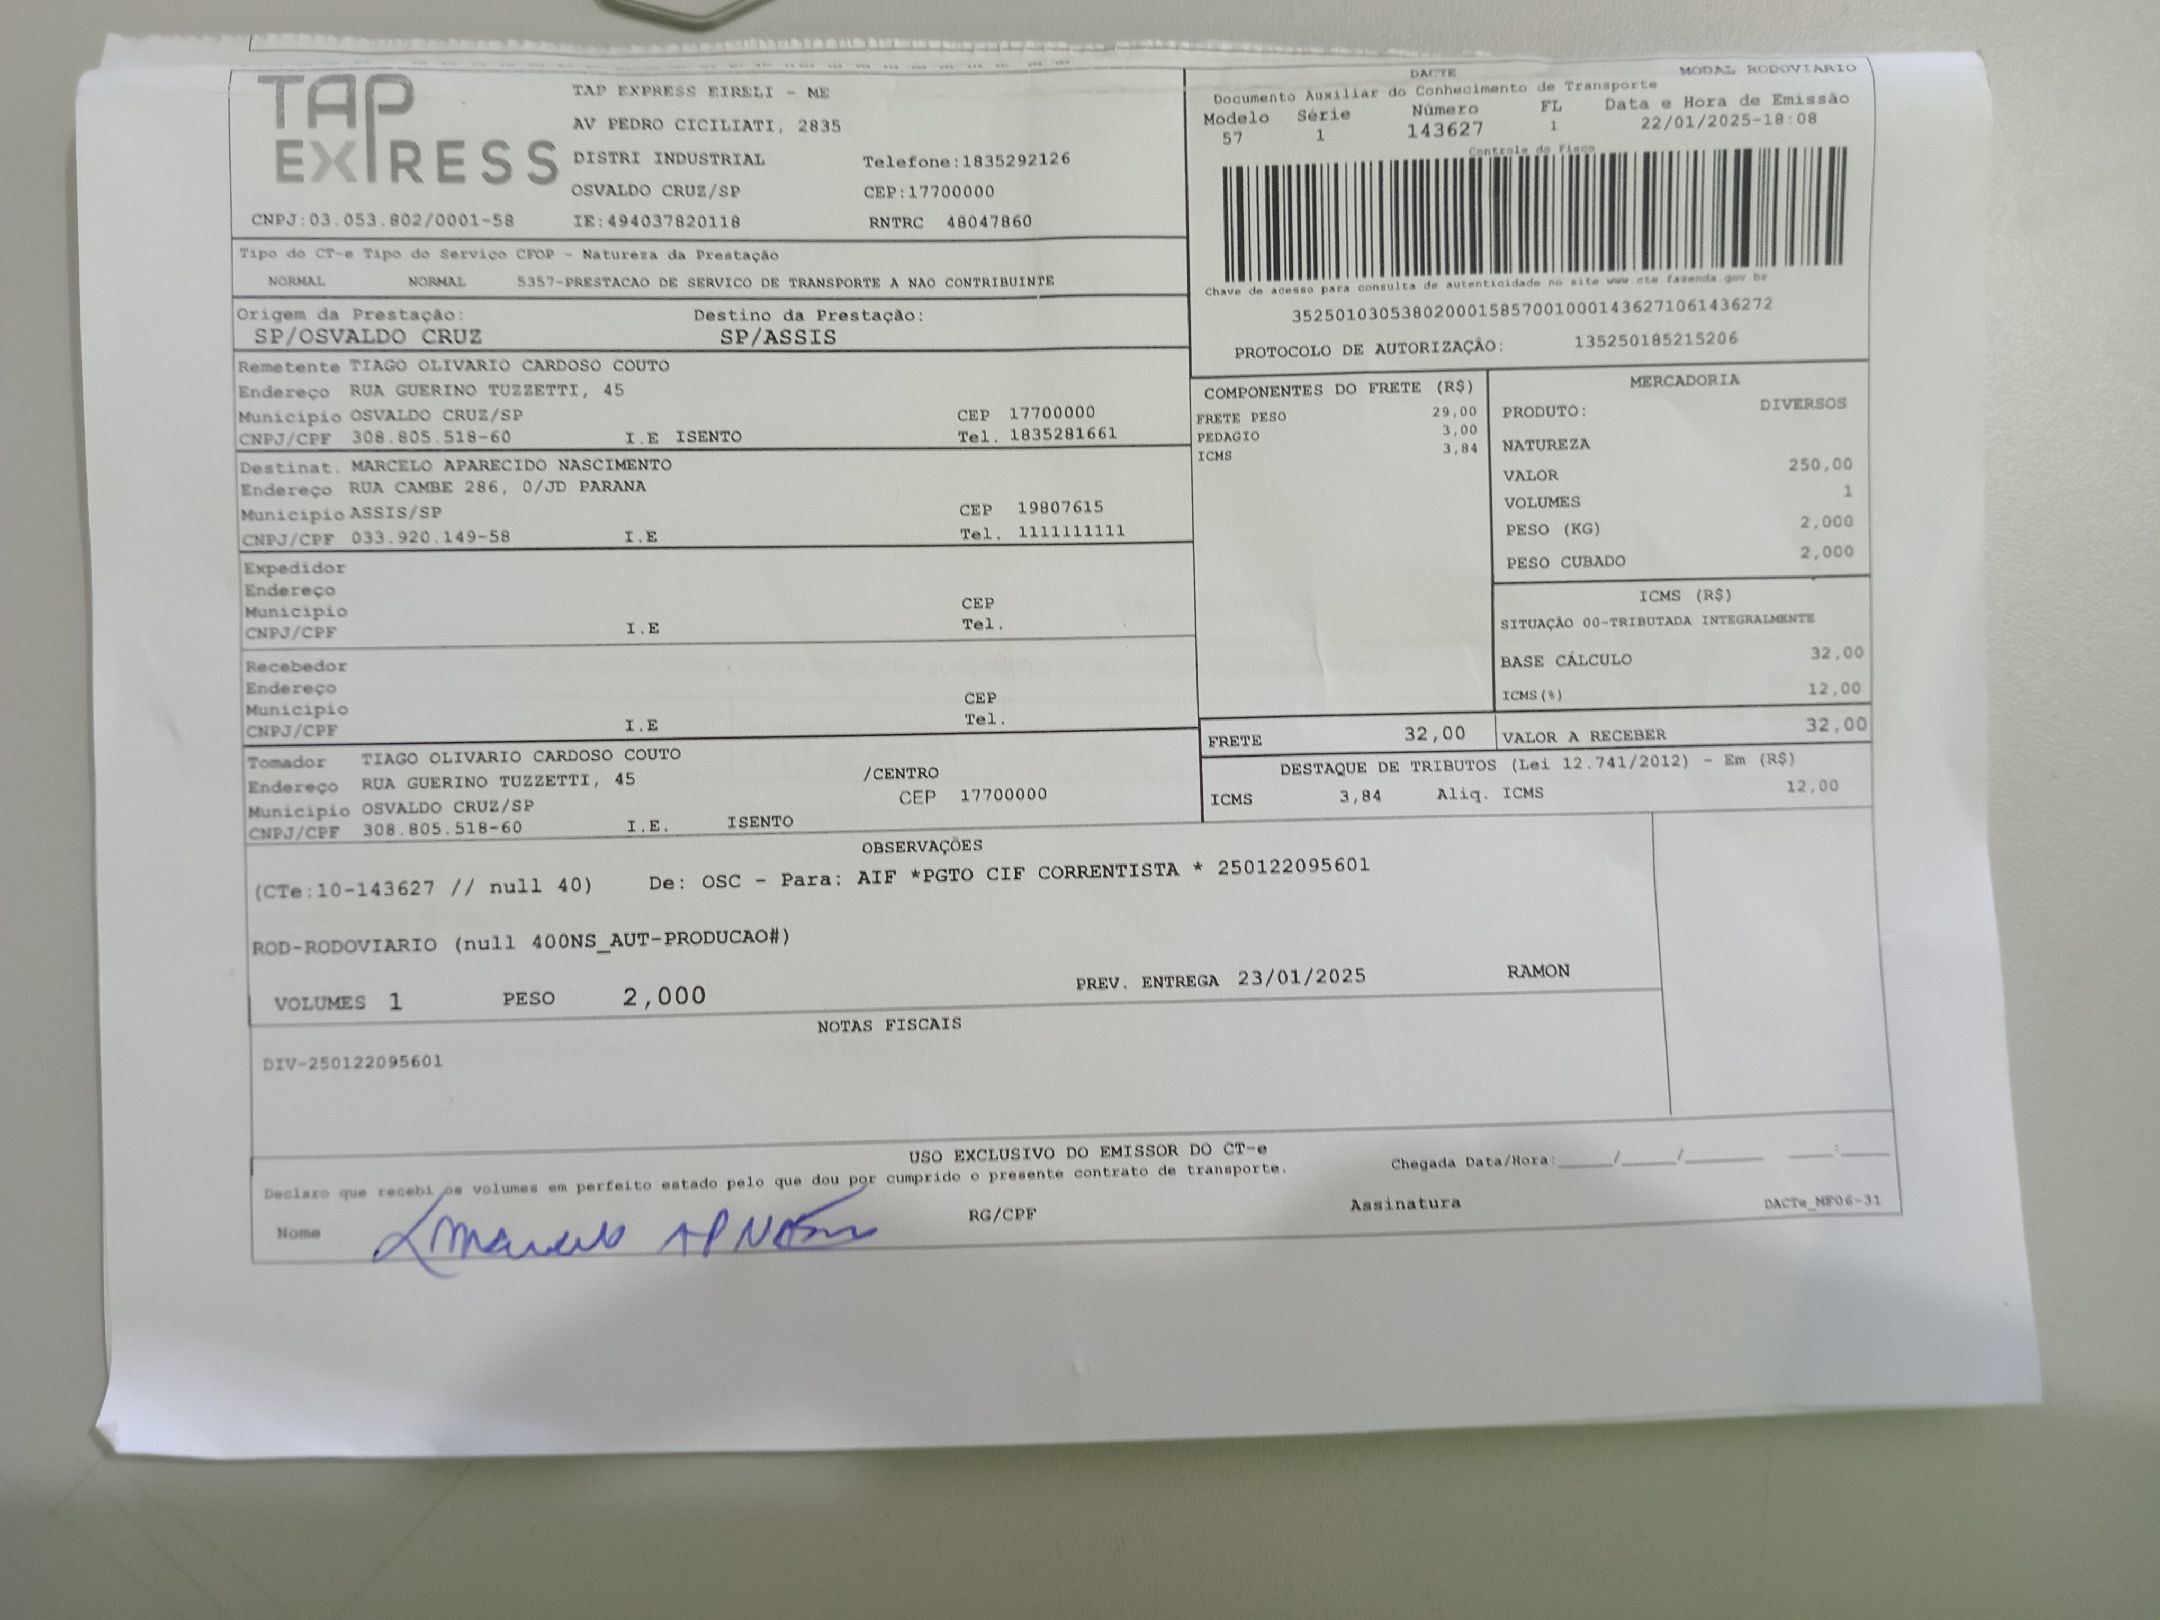 TAP EXPRESS
TAP EXPRESS EIRELI - ME
AV PEDRO CICILIATI, 2835
DISTRI INDUSTRIAL Telefone:1835292126
OSVALDO CRUZ/SP CEP:17700000
CNPJ:03.053.802/0001-58 IE:494037820118 RNTRC 48047860
DACTE MODAL RODOVIARIO
Documento Auxiliar do Conhecimento de Transporte
Modelo Série Número FL Data e Hora de Emissão
57 1 143627 1 22/01/2025-18:08
Controle do Fisco
Chave de acesso para consulta de autenticidade no site www cte fazenda.gov.br
35250103053802000158570010001436271061436272
PROTOCOLO DE AUTORIZAÇÃO: 135250185215206
Tipo do CT-e Tipo do Serviço CFOP - Natureza da Prestação
NORMAL NORMAL 5357-PRESTACAO DE SERVICO DE TRANSPORTE A NAO CONTRIBUINTE
Origem da Prestação: Destino da Prestação:
SP/OSVALDO CRUZ SP/ASSIS
Remetente TIAGO OLIVARIO CARDOSO COUTO
Endereço RUA GUERINO TUZZETTI, 45
Municipio OSVALDO CRUZ/SP CEP 17700000
CNPJ/CPF 308.805.518-60 I.E ISENTO Tel. 1835281661
Destinat. MARCELO APARECIDO NASCIMENTO
Endereço RUA CAMBE 286, 0/JD PARANA
Municipio ASSIS/SP CEP 19807615
CNPJ/CPF 033.920.149-58 I.E Tel. 1111111111
Expedidor
Endereço
Municipio CEP
CNPJ/CPF I.E Tel.
Recebedor
Endereço
Municipio CEP
CNPJ/CPF I.E Tel.
Tomador TIAGO OLIVARIO CARDOSO COUTO
Endereço RUA GUERINO TUZZETTI, 45 /CENTRO
Municipio OSVALDO CRUZ/SP CEP 17700000
CNPJ/CPF 308.805.518-60 I.E. ISENTO
COMPONENTES DO FRETE (R$)
FRETE PESO 29,00
PEDAGIO 3,00
ICMS 3,84
MERCADORIA
PRODUTO: DIVERSOS
NATUREZA
VALOR 250,00
VOLUMES 1
PESO (KG) 2,000
PESO CUBADO 2,000
ICMS (R$)
SITUAÇÃO 00-TRIBUTADA INTEGRALMENTE
BASE CÁLCULO 32,00
ICMS(%) 12,00
FRETE 32,00 VALOR A RECEBER 32,00
DESTAQUE DE TRIBUTOS (Lei 12.741/2012) - Em (R$)
ICMS 3,84 Aliq. ICMS 12,00
OBSERVAÇÕES
(CTe:10-143627 // null 40) De: OSC - Para: AIF *PGTO CIF CORRENTISTA * 250122095601
ROD-RODOVIARIO (null 400NS_AUT-PRODUCAO#)
VOLUMES 1 PESO 2,000 PREV. ENTREGA 23/01/2025 RAMON
NOTAS FISCAIS
DIV-250122095601
USO EXCLUSIVO DO EMISSOR DO CT-e
Declaro que recebi os volumes em perfeito estado pelo que dou por cumprido o presente contrato de transporte. Chegada Data/Hora:_____/_____/_______ ____:____
Nome Marcelo AP RG/CPF Assinatura DACTe_MF06-31